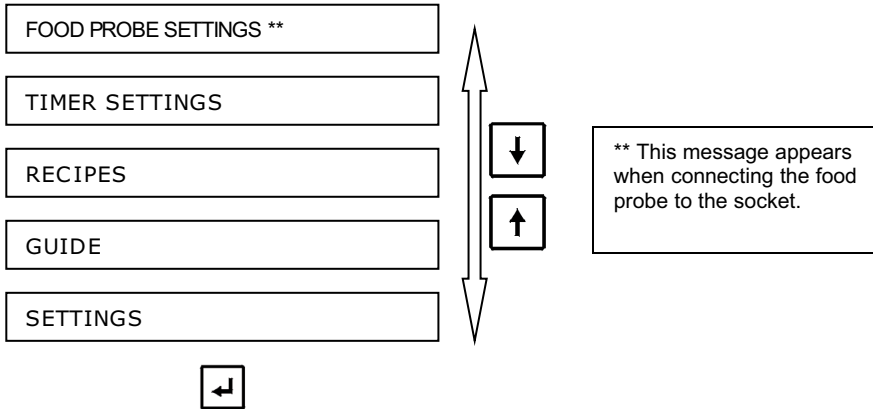 FOOD PROBE SETTINGS **
TIMER SETTINGS
RECIPES
GUIDE
SETTINGS
** This message appears
when connecting the food
probe to the socket.